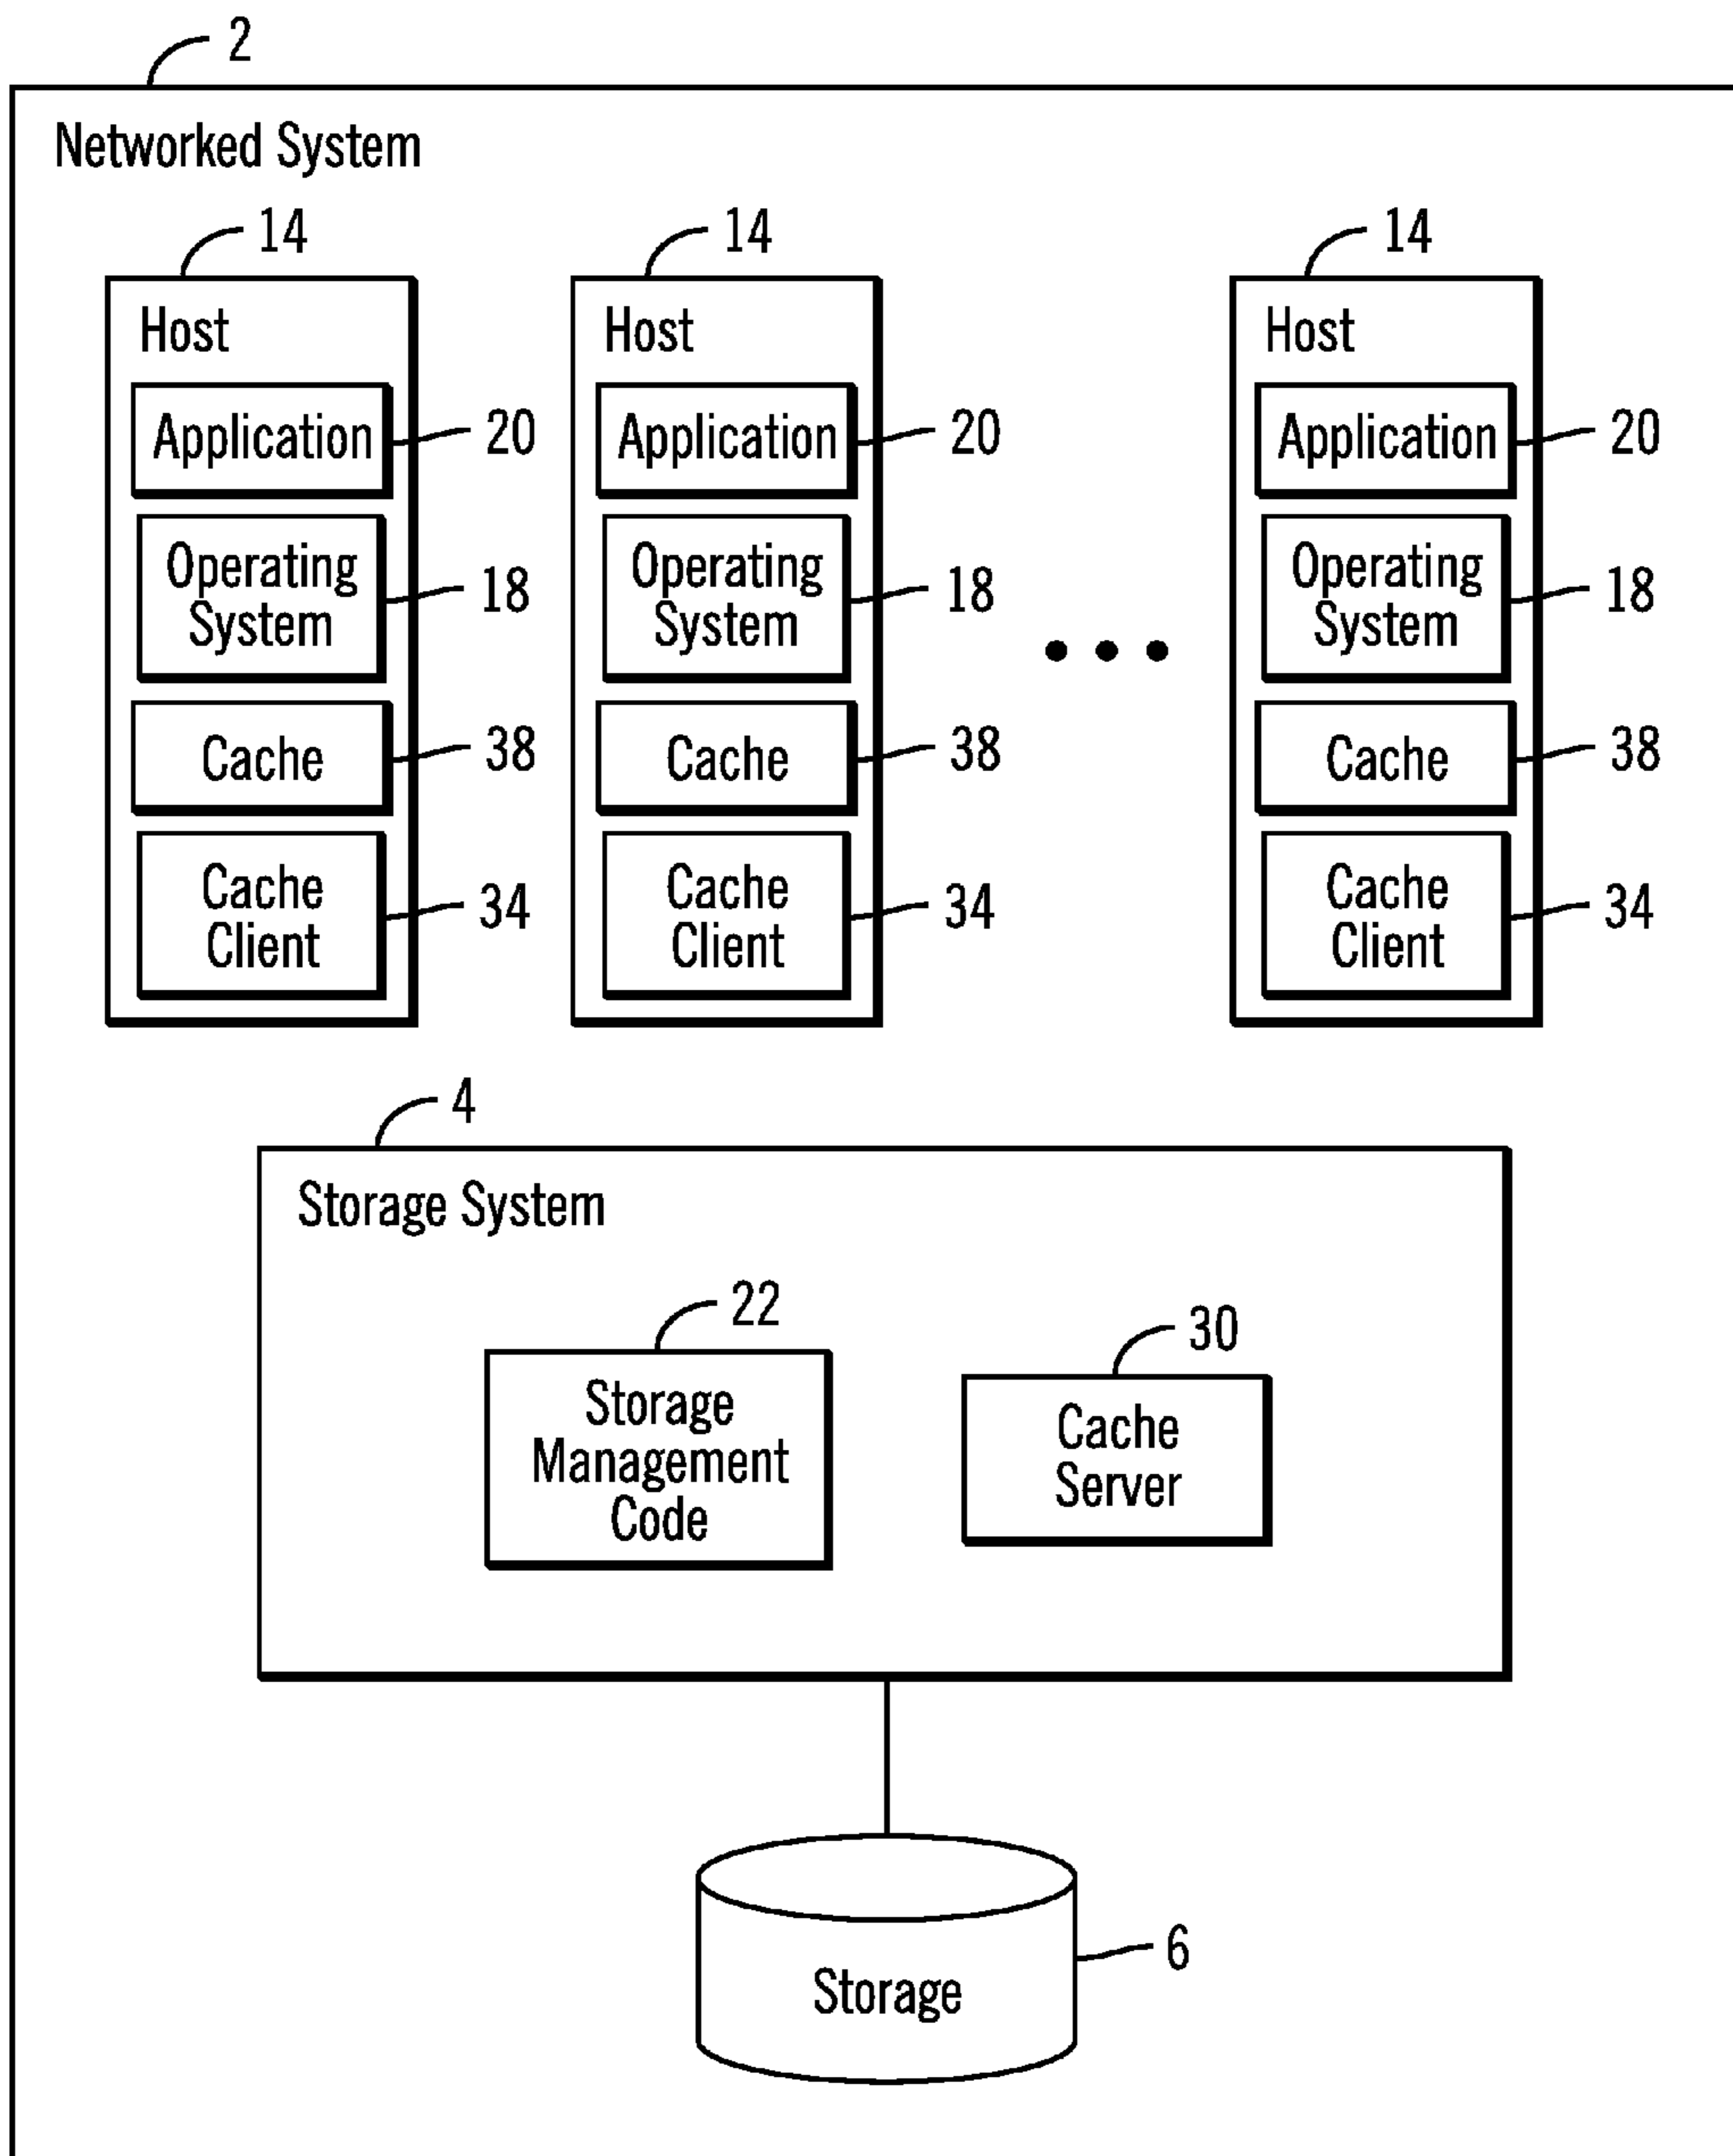 2
Networked System
14 14 14
Host Host Host
Application 20 Application 20 Application 20
Operating Operating Operating
System 18 System 18 System 18
Cache 38 Cache 38 Cache 38
Cache Cache Cache
Client 34 Client 34 Client 34
4
Storage System
22
Storage
Management
Code
30
Cache
Server
Storage
6